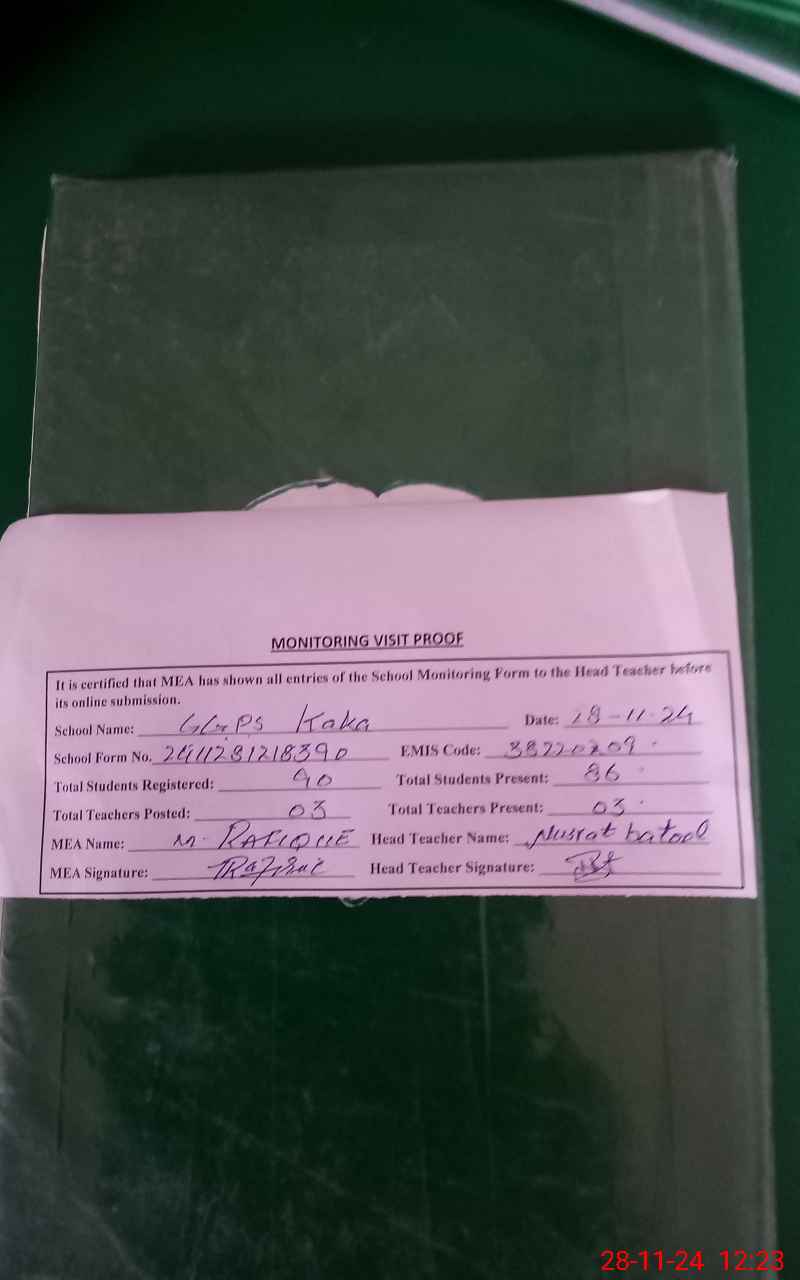 MONITORING VISIT PROOF
It is certified that MEA has shown all entries of the School Monitoring Form to the Head Teacher before
its online submission.
School Name: GGPS Kaka Date: 28-11-24
School Form No. 2411281218390 EMIS Code: 38220209
Total Students Registered: 90 Total Students Present: 86
Total Teachers Posted: 03 Total Teachers Present: 03
MEA Name: M. RAFIQUE Head Teacher Name: Nusrat batool
MEA Signature: Head Teacher Signature:
28-11-24 12:23